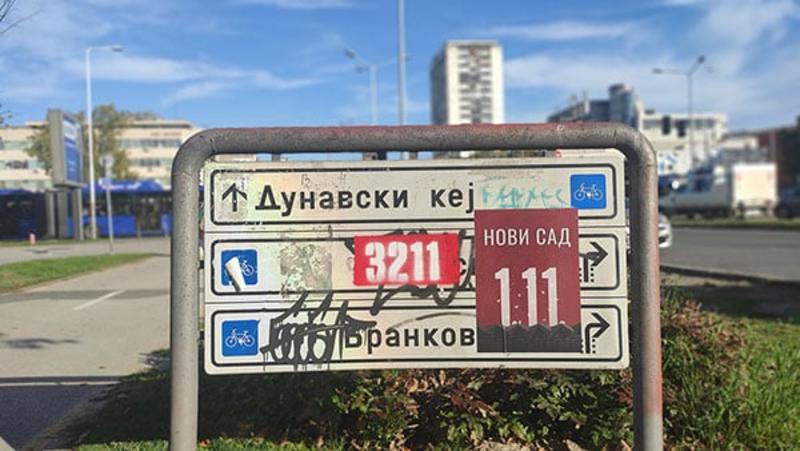 Дунавски кеј
3211
НОВИ САД
1.11.
Бранков